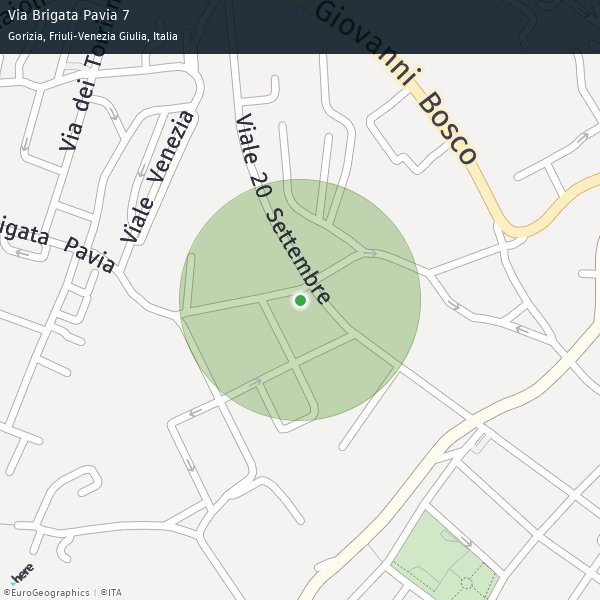 Via Brigata Pavia 7
Gorizia, Friuli-Venezia Giulia, Italia
Giovanni Bosco
Via dei Torrien
Viale Venezia
Viale 20 Settembre
rigata Pavia
here
©EuroGeographics | ©ITA